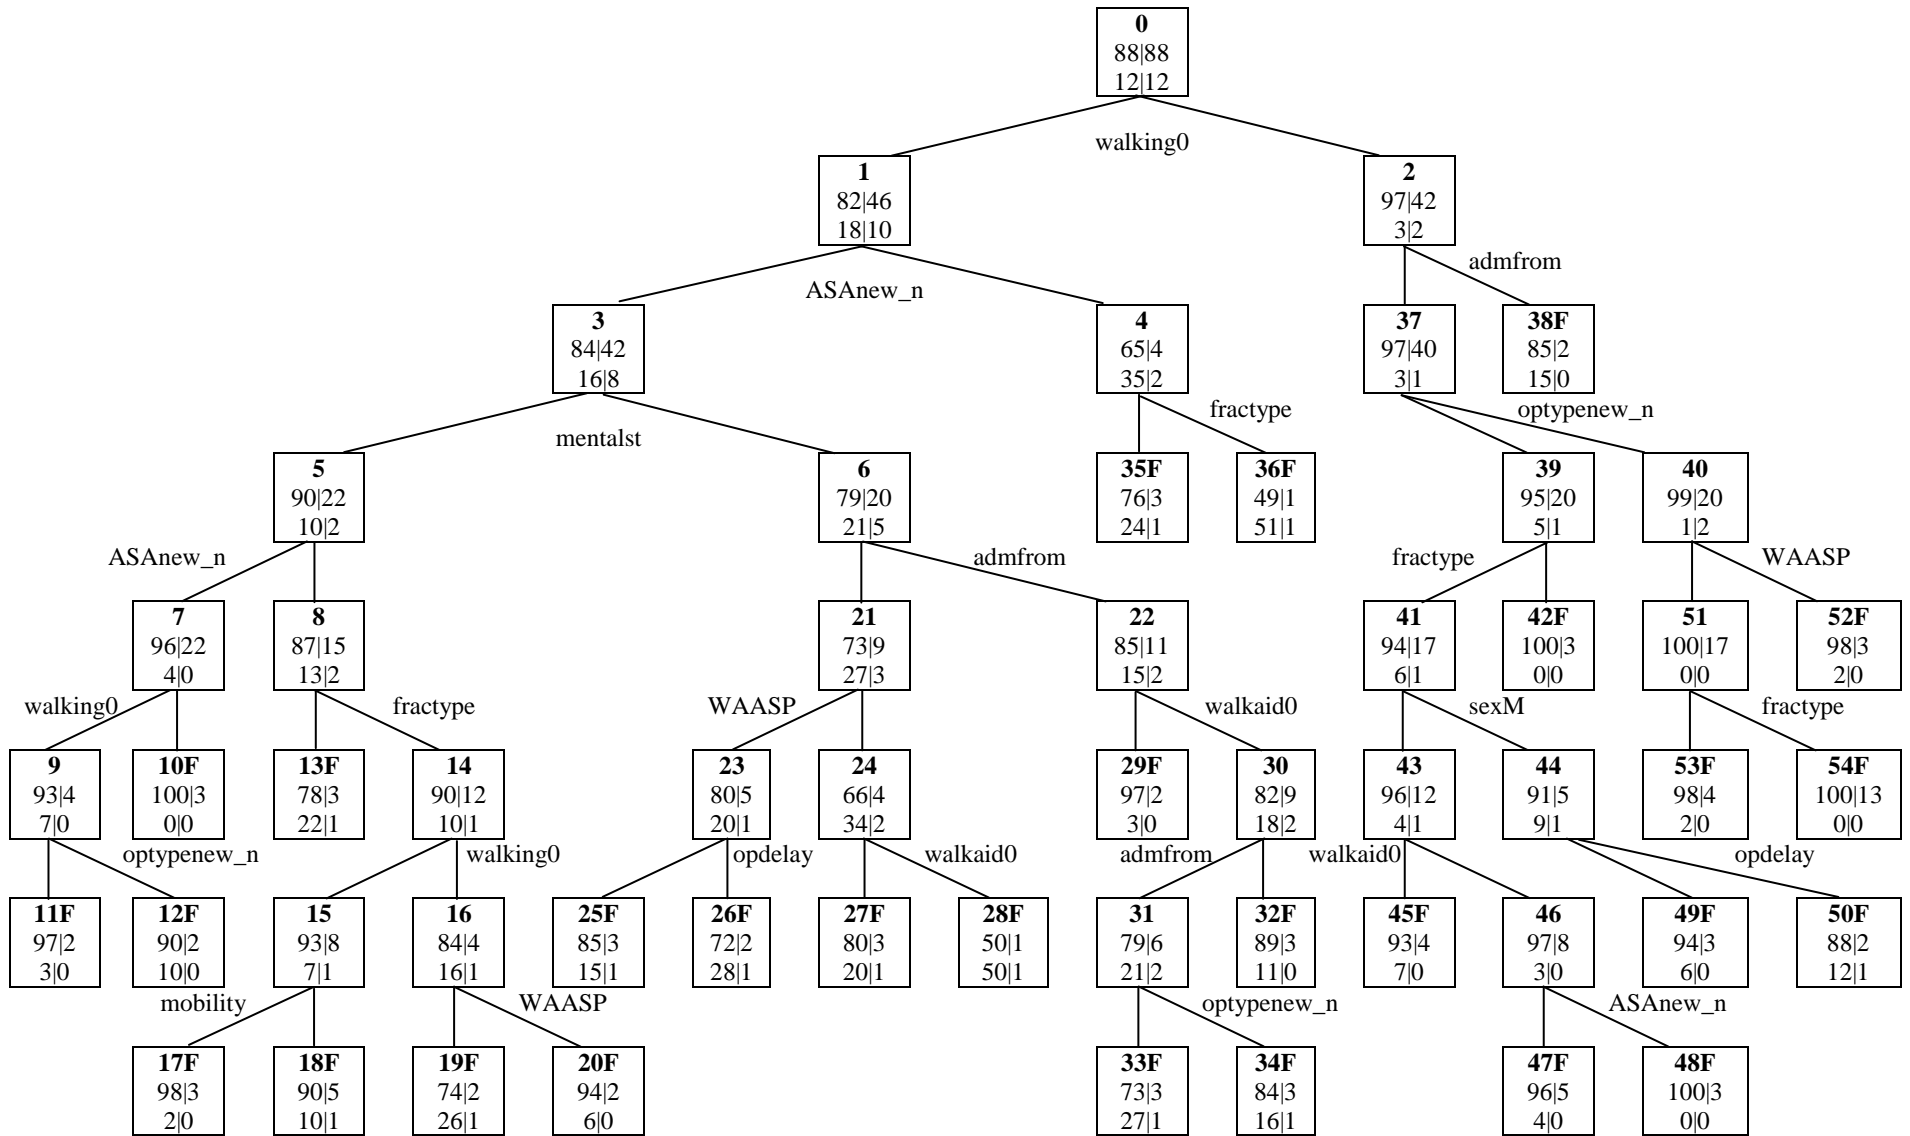 0
88|88
12|12
walking0
1
82|46
18|10
2
97|42
3|2
ASAnew_n
admfrom
3
84|42
16|8
4
65|4
35|2
37
97|40
3|1
38F
85|2
15|0
mentalst
fractype
optypenew_n
5
90|22
10|2
6
79|20
21|5
35F
76|3
24|1
36F
49|1
51|1
39
95|20
5|1
40
99|20
1|2
ASAnew_n
admfrom
fractype
WAASP
7
96|22
4|0
8
87|15
13|2
21
73|9
27|3
22
85|11
15|2
41
94|17
6|1
42F
100|3
0|0
51
100|17
0|0
52F
98|3
2|0
walking0
fractype
WAASP
walkaid0
sexM
fractype
9
93|4
7|0
10F
100|3
0|0
13F
78|3
22|1
14
90|12
10|1
23
80|5
20|1
24
66|4
34|2
29F
97|2
3|0
30
82|9
18|2
43
96|12
4|1
44
91|5
9|1
53F
98|4
2|0
54F
100|13
0|0
optypenew_n
walking0
opdelay
walkaid0
admfrom
walkaid0
opdelay
11F
97|2
3|0
12F
90|2
10|0
15
93|8
7|1
16
84|4
16|1
25F
85|3
15|1
26F
72|2
28|1
27F
80|3
20|1
28F
50|1
50|1
31
79|6
21|2
32F
89|3
11|0
45F
93|4
7|0
46
97|8
3|0
49F
94|3
6|0
50F
88|2
12|1
mobility
WAASP
optypenew_n
ASAnew_n
17F
98|3
2|0
18F
90|5
10|1
19F
74|2
26|1
20F
94|2
6|0
33F
73|3
27|1
34F
84|3
16|1
47F
96|5
4|0
48F
100|3
0|0